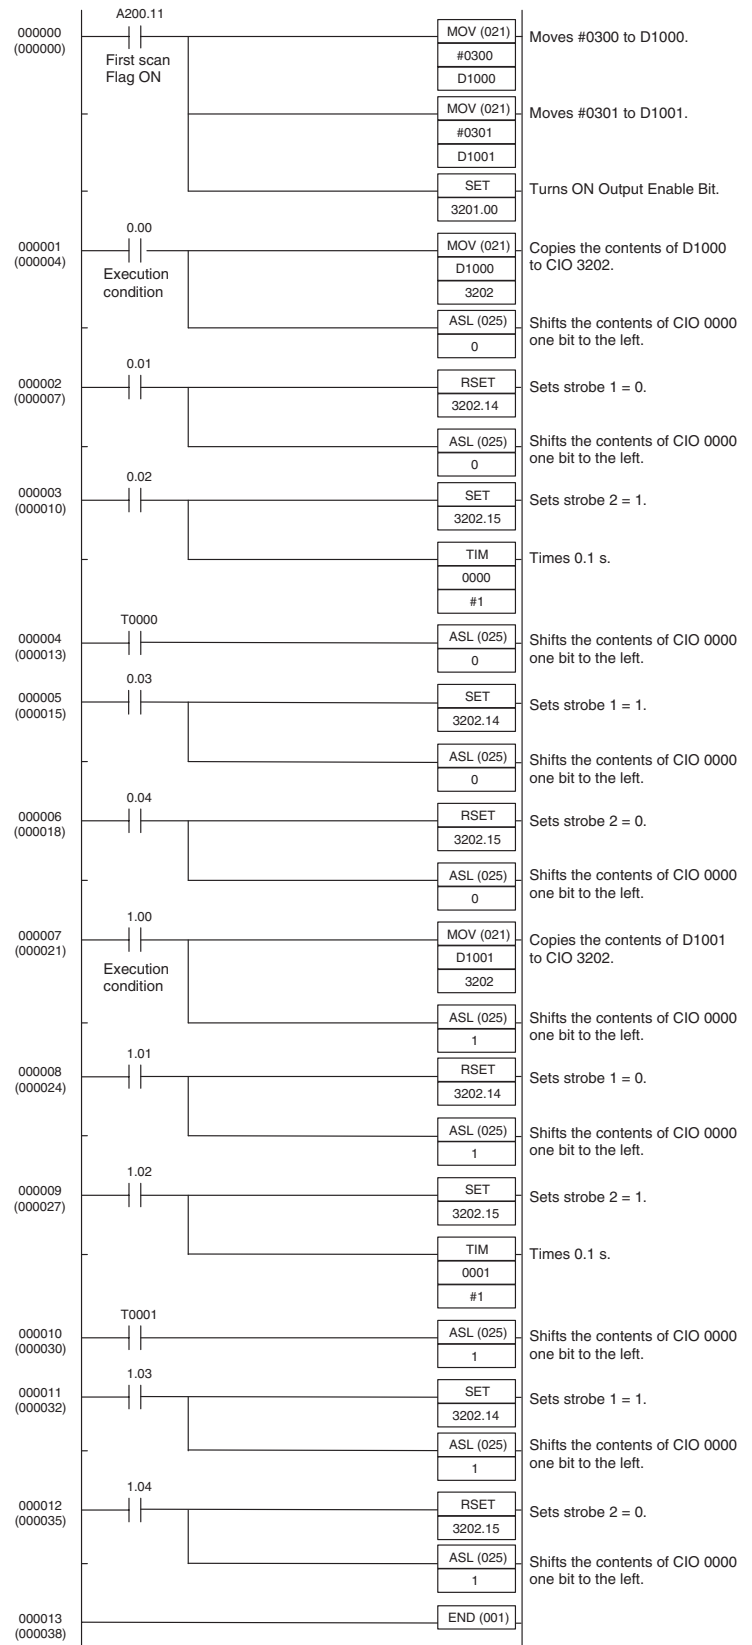 A200.11
000000
(000000)
First scan
Flag ON
MOV (021)
#0300
D1000
Moves #0300 to D1000.
MOV (021)
#0301
D1001
Moves #0301 to D1001.
SET
3201.00
Turns ON Output Enable Bit.
0.00
000001
(000004)
Execution
condition
MOV (021)
D1000
3202
Copies the contents of D1000
to CIO 3202.
ASL (025)
0
Shifts the contents of CIO 0000
one bit to the left.
0.01
000002
(000007)
RSET
3202.14
Sets strobe 1 = 0.
ASL (025)
0
Shifts the contents of CIO 0000
one bit to the left.
0.02
000003
(000010)
SET
3202.15
Sets strobe 2 = 1.
TIM
0000
#1
Times 0.1 s.
T0000
000004
(000013)
ASL (025)
0
Shifts the contents of CIO 0000
one bit to the left.
0.03
000005
(000015)
SET
3202.14
Sets strobe 1 = 1.
ASL (025)
0
Shifts the contents of CIO 0000
one bit to the left.
0.04
000006
(000018)
RSET
3202.15
Sets strobe 2 = 0.
ASL (025)
0
Shifts the contents of CIO 0000
one bit to the left.
1.00
000007
(000021)
Execution
condition
MOV (021)
D1001
3202
Copies the contents of D1001
to CIO 3202.
ASL (025)
1
Shifts the contents of CIO 0000
one bit to the left.
1.01
000008
(000024)
RSET
3202.14
Sets strobe 1 = 0.
ASL (025)
1
Shifts the contents of CIO 0000
one bit to the left.
1.02
000009
(000027)
SET
3202.15
Sets strobe 2 = 1.
TIM
0001
#1
Times 0.1 s.
T0001
000010
(000030)
ASL (025)
1
Shifts the contents of CIO 0000
one bit to the left.
1.03
000011
(000032)
SET
3202.14
Sets strobe 1 = 1.
ASL (025)
1
Shifts the contents of CIO 0000
one bit to the left.
1.04
000012
(000035)
RSET
3202.15
Sets strobe 2 = 0.
ASL (025)
1
Shifts the contents of CIO 0000
one bit to the left.
000013
(000038)
END (001)